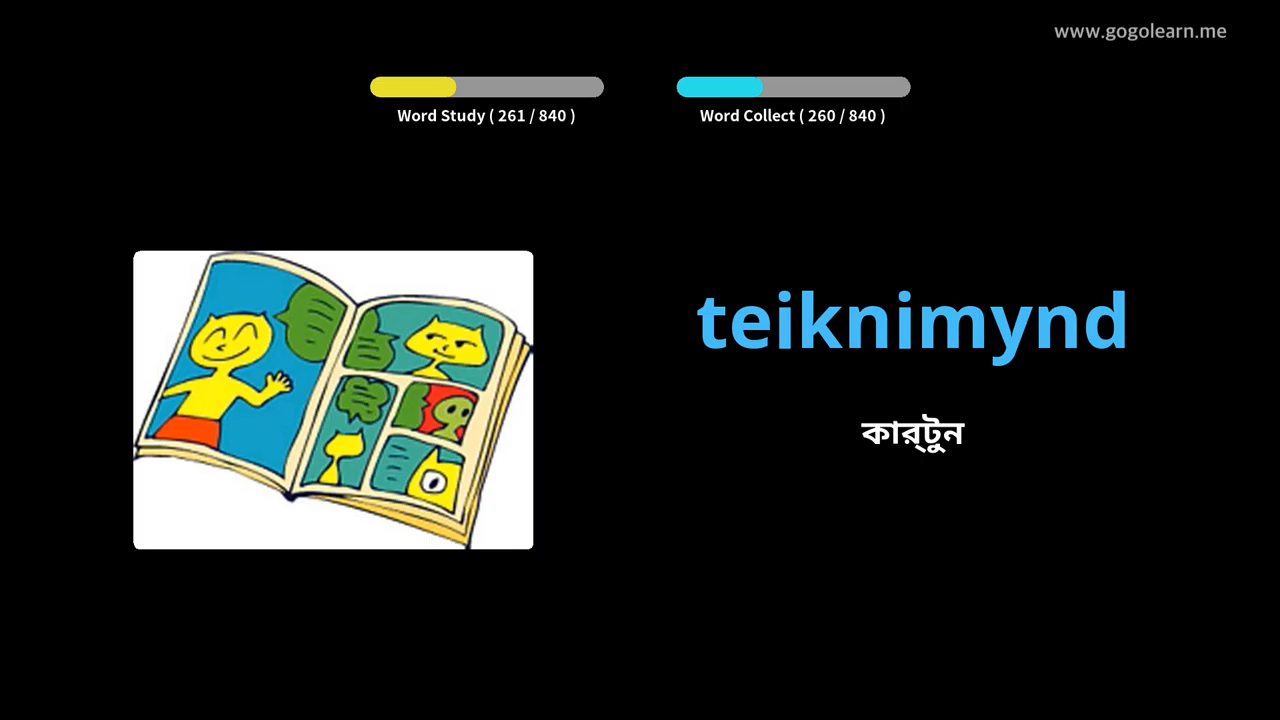 www.gogolearn.me
Word Study ( 261 / 840 )
Word Collect ( 260 / 840 )
teiknimynd
কার্টুন